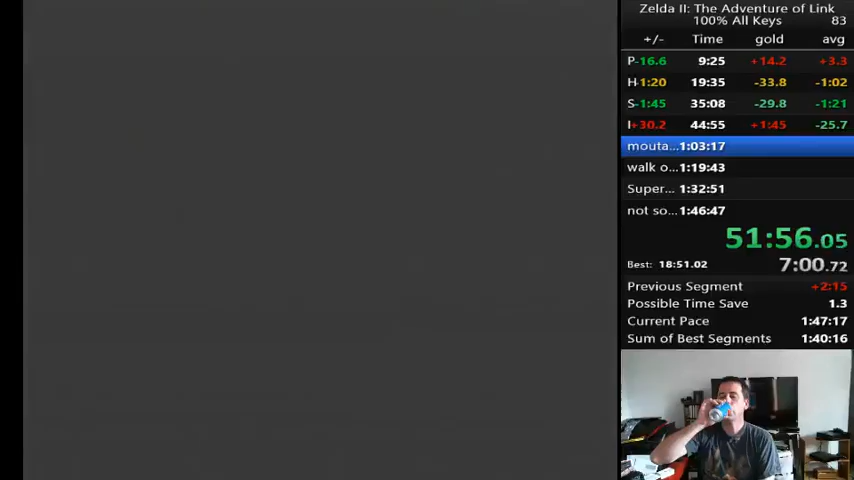 Zelda II: The Adventure of Link
100% All Keys 83
+/- Time gold avg
P-16.6 9:25 +14.2 +3.3
H-1:20 19:35 -33.8 -1:02
S-1:45 35:08 -29.8 -1:21
I+30.2 44:55 +1:45 -25.7
mouta... 1:03:17
walk o... 1:19:43
Super... 1:32:51
not so... 1:46:47
51:56.05
Best: 18:51.02 7:00.72
Previous Segment +2:15
Possible Time Save 1.3
Current Pace 1:47:17
Sum of Best Segments 1:40:16